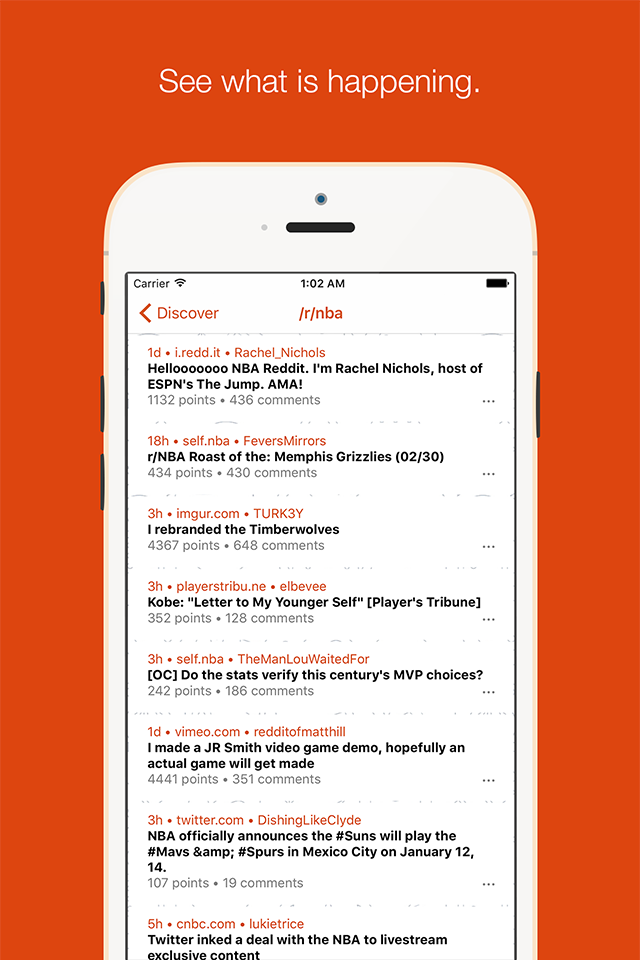 See what is happening.
Carrier
1:02 AM
Discover
/r/nba
1d • i.redd.it • Rachel_Nichols
Hellooooooo NBA Reddit. I'm Rachel Nichols, host of
ESPN's The Jump. AMA!
1132 points • 436 comments
18h • self.nba • FeversMirrors
r/NBA Roast of the: Memphis Grizzlies (02/30)
434 points • 430 comments
3h • imgur.com • TURK3Y
I rebranded the Timberwolves
4367 points • 648 comments
3h • playerstribu.ne • elbevee
Kobe: "Letter to My Younger Self" [Player's Tribune]
352 points • 128 comments
3h • self.nba • TheManLouWaitedFor
[OC] Do the stats verify this century's MVP choices?
242 points • 186 comments
1d • vimeo.com • redditofmatthill
I made a JR Smith video game demo, hopefully an
actual game will get made
4441 points • 351 comments
3h • twitter.com • DishingLikeClyde
NBA officially announces the #Suns will play the
#Mavs &amp; #Spurs in Mexico City on January 12,
14.
107 points • 19 comments
5h • cnbc.com • lukietrice
Twitter inked a deal with the NBA to livestream
exclusive content